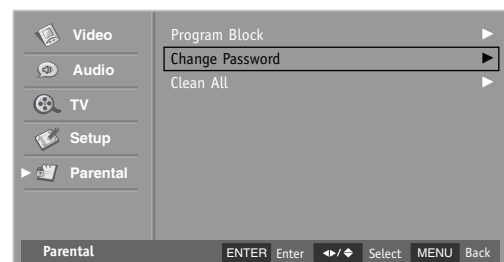 Video
Audio
TV
Setup
Parental
Program Block
Change Password
Clean All
Parental ENTER Enter Select MENU Back